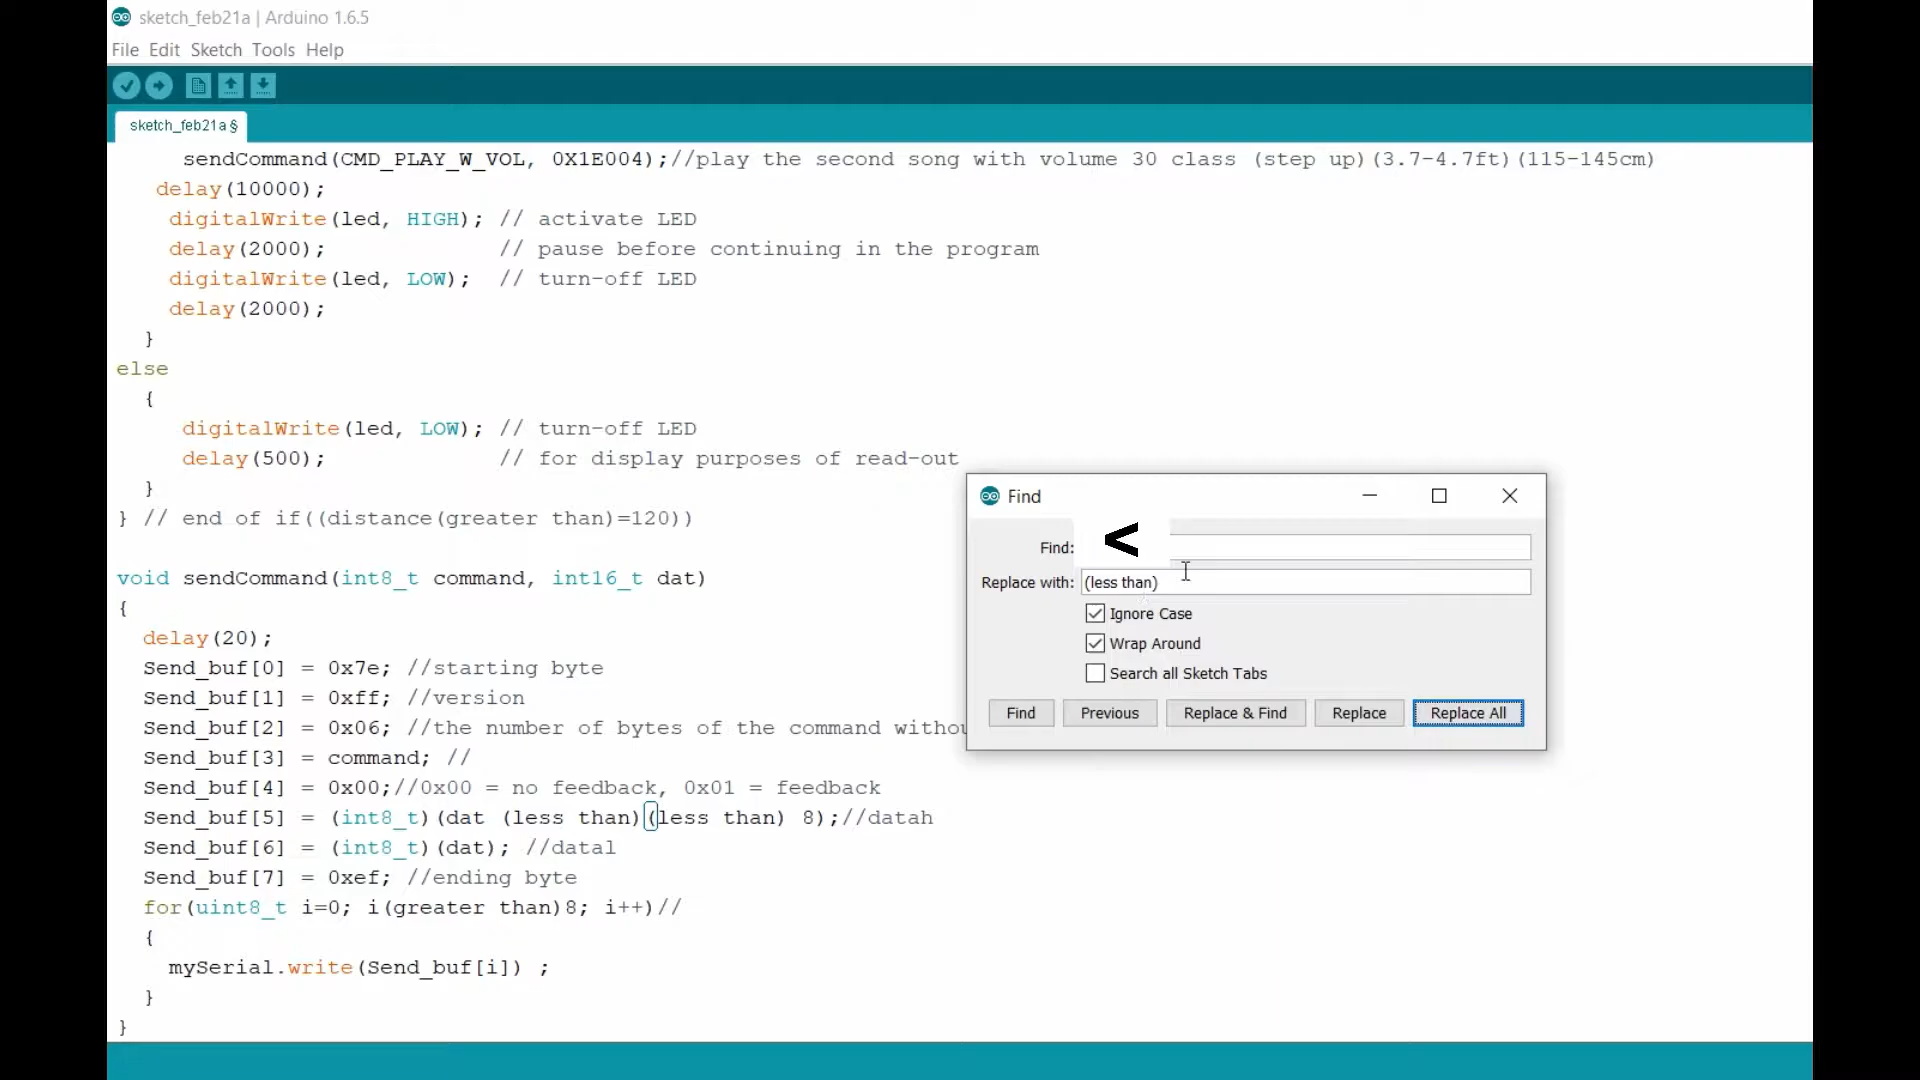 sketch_feb21a | Arduino 1.6.5
File Edit Sketch Tools Help
sketch_feb21a §
sendCommand(CMD_PLAY_W_VOL, 0X1E004);//play the second song with volume 30 class (step up)(3.7-4.7ft)(115-145cm)
delay(10000);
digitalWrite(led, HIGH); // activate LED
delay(2000); // pause before continuing in the program
digitalWrite(led, LOW); // turn-off LED
delay(2000);
}
else
{
digitalWrite(led, LOW); // turn-off LED
delay(500); // for display purposes of read-out
}
} // end of if((distance(greater than)=120))
void sendCommand(int8_t command, int16_t dat)
{
delay(20);
Send_buf[0] = 0x7e; //starting byte
Send_buf[1] = 0xff; //version
Send_buf[2] = 0x06; //the number of bytes of the command withou
Send_buf[3] = command; //
Send_buf[4] = 0x00;//0x00 = no feedback, 0x01 = feedback
Send_buf[5] = (int8_t)(dat (less than)(less than) 8);//datah
Send_buf[6] = (int8_t)(dat); //datal
Send_buf[7] = 0xef; //ending byte
for(uint8_t i=0; i(greater than)8; i++)//
{
mySerial.write(Send_buf[i]) ;
}
}
Find
Find: <
Replace with: (less than)
Ignore Case
Wrap Around
Search all Sketch Tabs
Find Previous Replace & Find Replace Replace All